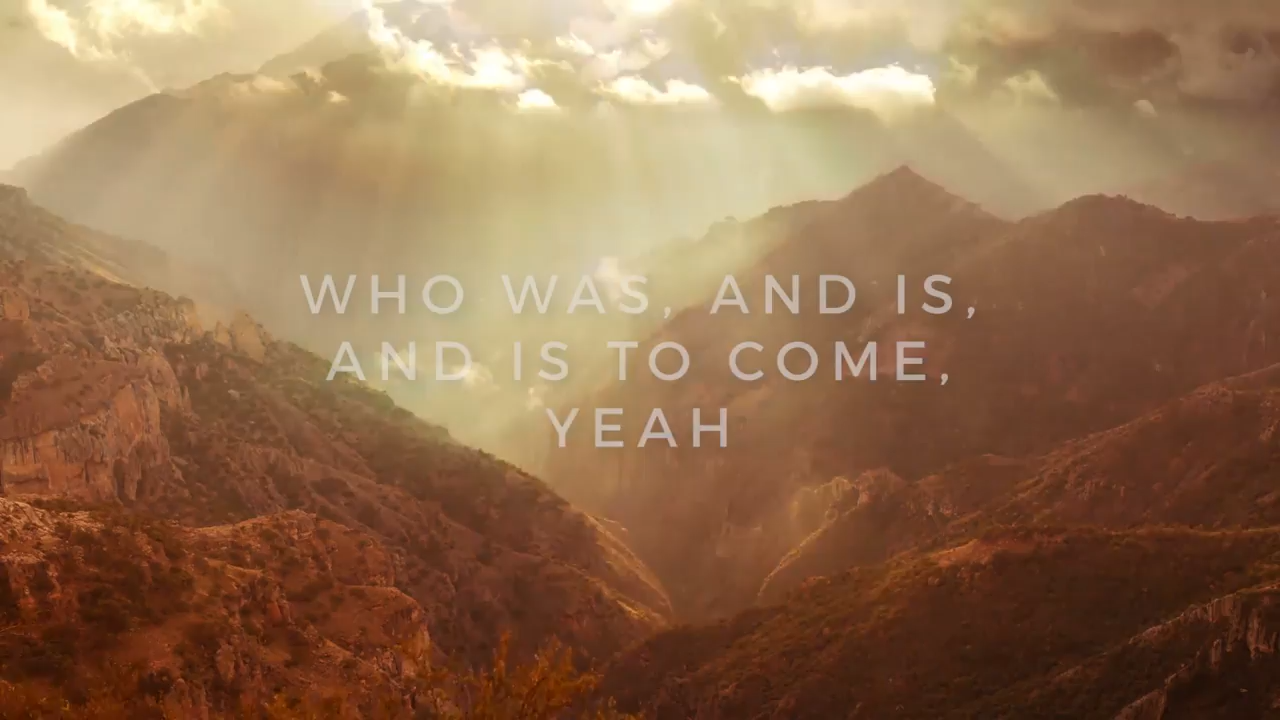 WHO WAS, AND IS,
AND IS TO COME,
YEAH